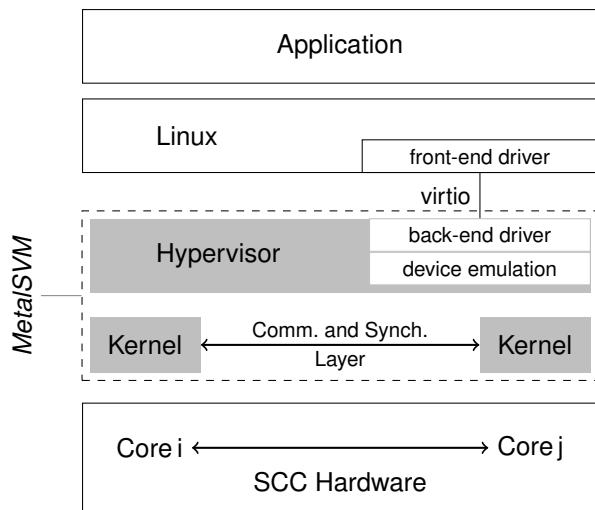 Application
Linux
front-end driver
virtio
Hypervisor
back-end driver
device emulation
MetalSVM
Kernel
Comm. and Synch.
Layer
Kernel
Core i
Core j
SCC Hardware